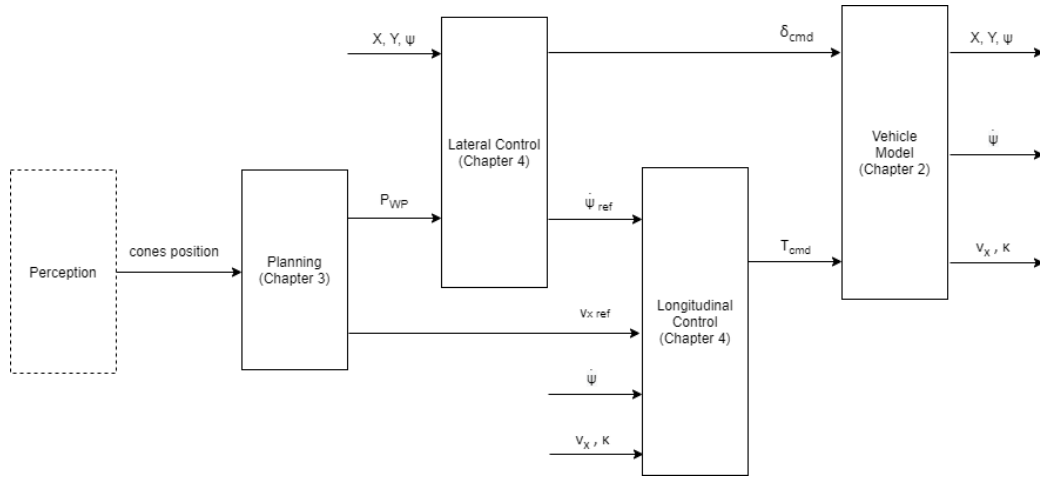 X, Y, ψ
δcmd
X, Y, ψ
Lateral Control
(Chapter 4)
Vehicle
Model
(Chapter 2)
ψ̇
PWP
ψ̇ ref
cones position
Tcmd
Perception
Planning
(Chapter 3)
vx , κ
Longitudinal
Control
(Chapter 4)
vx ref
ψ̇
vx , κ